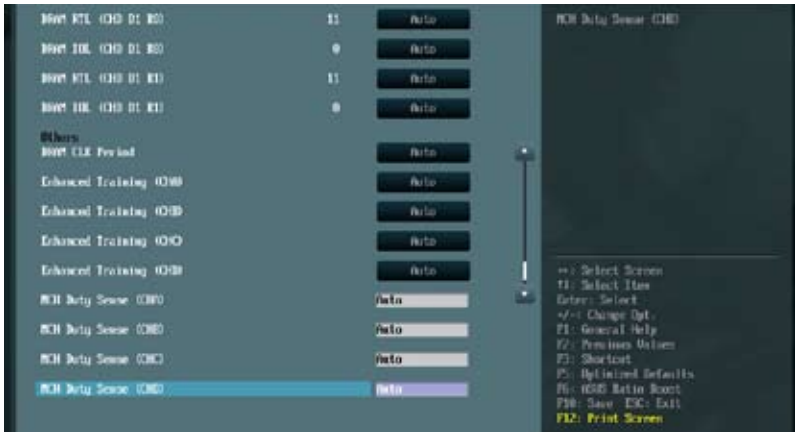 DRAM RTL (CHD D1 R0) 11 Auto
DRAM IOL (CHD D1 R0) 0 Auto
DRAM RTL (CHD D1 R1) 11 Auto
DRAM IOL (CHD D1 R1) 0 Auto
Others
DRAM CLK Period Auto
Enhanced Training (CHA) Auto
Enhanced Training (CHB) Auto
Enhanced Training (CHC) Auto
Enhanced Training (CHD) Auto
MCH Duty Sense (CHA) Auto
MCH Duty Sense (CHB) Auto
MCH Duty Sense (CHC) Auto
MCH Duty Sense (CHD) Auto
MCH Duty Sense (CHD)
→←: Select Screen
↑↓: Select Item
Enter: Select
+/-: Change Opt.
F1: General Help
F2: Previous Values
F3: Shortcut
F5: Optimized Defaults
F6: ASUS Ratio Boost
F10: Save ESC: Exit
F12: Print Screen